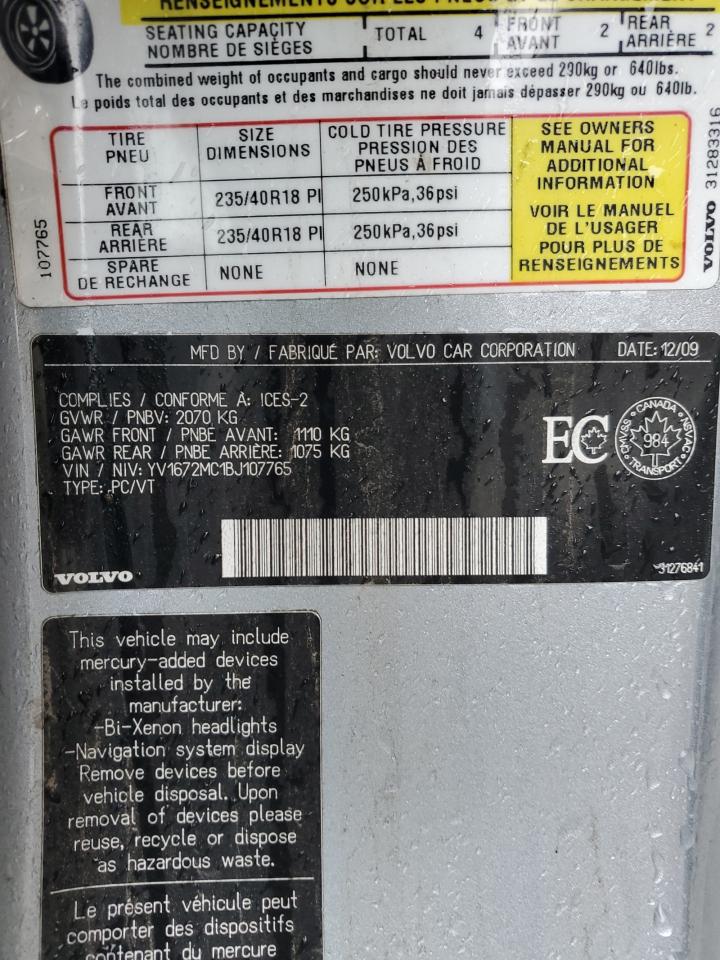 RENSEIGNEMENTS SUR LES PNEUS ET LE CHARGEMENT
SEATING CAPACITY
NOMBRE DE SIÈGES
TOTAL 4
FRONT
AVANT 2
REAR
ARRIÈRE 2
The combined weight of occupants and cargo should never exceed 290kg or 640lbs.
Le poids total des occupants et des marchandises ne doit jamais dépasser 290kg ou 640lb.
TIRE
PNEU
SIZE
DIMENSIONS
COLD TIRE PRESSURE
PRESSION DES
PNEUS À FROID
FRONT
AVANT
235/40R18 PI
250kPa,36psi
REAR
ARRIÈRE
235/40R18 PI
250kPa,36psi
SPARE
DE RECHANGE
NONE
NONE
SEE OWNERS
MANUAL FOR
ADDITIONAL
INFORMATION
VOIR LE MANUEL
DE L'USAGER
POUR PLUS DE
RENSEIGNEMENTS
107765
VOLVO 31283316
MFD BY / FABRIQUÉ PAR: VOLVO CAR CORPORATION DATE: 12/09
COMPLIES / CONFORME A: ICES-2
GVWR / PNBV: 2070 KG
GAWR FRONT / PNBE AVANT: 1110 KG
GAWR REAR / PNBE ARRIÈRE: 1075 KG
VIN / NIV: YV1672MC1BJ107765
TYPE: PC/VT
EC
CANADA
CMVSS NSVAC
984
TRANSPORT
VOLVO
31276841
This vehicle may include
mercury-added devices
installed by the
manufacturer:
-Bi-Xenon headlights
-Navigation system display
Remove devices before
vehicle disposal. Upon
removal of devices please
reuse, recycle or dispose
as hazardous waste.
Le présent véhicule peut
comporter des dispositifs
contenant du mercure